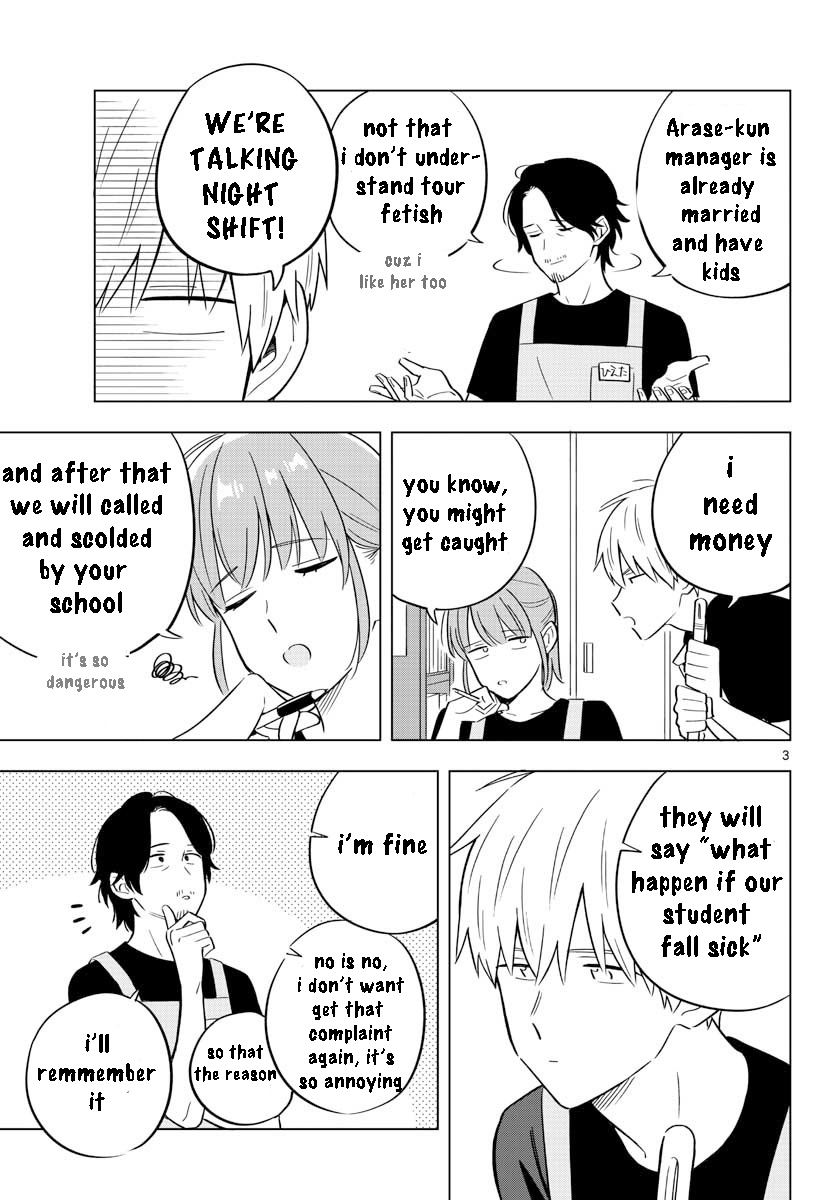 Arase-kun
manager is
already
married
and have
kids
ひえた
not that
i don't under-
stand tour
fetish
cuz i
like her too
WE'RE
TALKING
NIGHT
SHIFT!
i
need
money
you know,
you might
get caught
and after that
we will called
and scolded
by your
school
it's so
dangerous
3
they will
say "what
happen if our
student
fall sick"
i'm fine
no is no,
i don't want
get that
complaint
again, it's
so annoying
so that
the reason
i'll
remmember
it